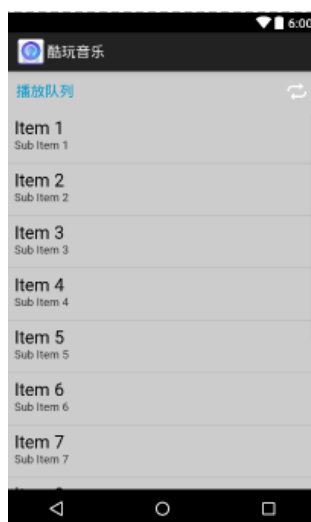 6:00
酷玩音乐
播放队列
Item 1
Sub Item 1
Item 2
Sub Item 2
Item 3
Sub Item 3
Item 4
Sub Item 4
Item 5
Sub Item 5
Item 6
Sub Item 6
Item 7
Sub Item 7